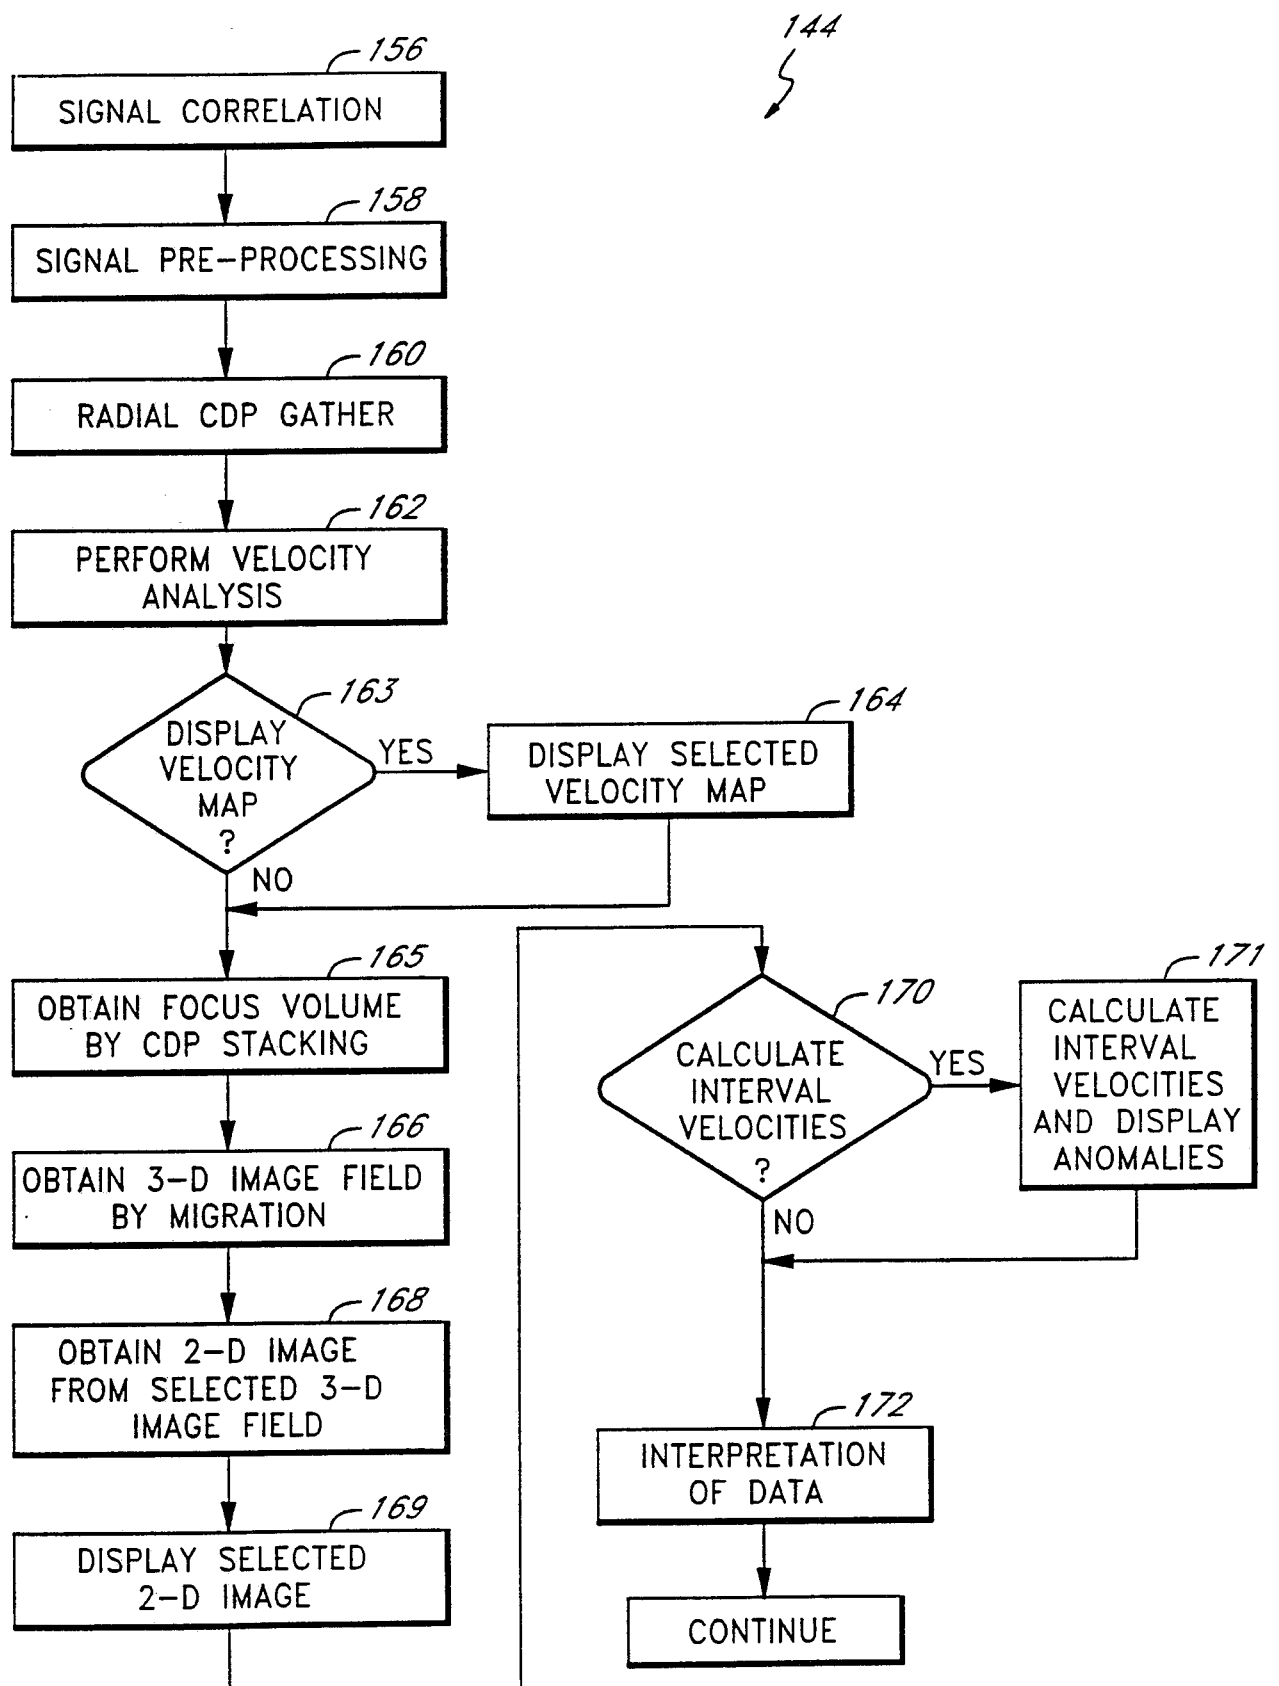 144
156
SIGNAL CORRELATION
158
SIGNAL PRE-PROCESSING
160
RADIAL CDP GATHER
162
PERFORM VELOCITY
ANALYSIS
163
DISPLAY
VELOCITY
MAP
?
YES
NO
164
DISPLAY SELECTED
VELOCITY MAP
165
OBTAIN FOCUS VOLUME
BY CDP STACKING
166
OBTAIN 3-D IMAGE FIELD
BY MIGRATION
168
OBTAIN 2-D IMAGE
FROM SELECTED 3-D
IMAGE FIELD
169
DISPLAY SELECTED
2-D IMAGE
170
CALCULATE
INTERVAL
VELOCITIES
?
YES
NO
171
CALCULATE
INTERVAL
VELOCITIES
AND DISPLAY
ANOMALIES
172
INTERPRETATION
OF DATA
CONTINUE